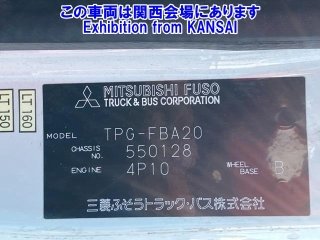 この車両は関西会場にあります
Exhibition from KANSAI
LT150
LT160
MITSUBISHI FUSO
TRUCK & BUS CORPORATION
MODEL TPG-FBA20
CHASSIS NO. 550128
ENGINE 4P10 WHEEL BASE B
三菱ふそうトラック・バス株式会社